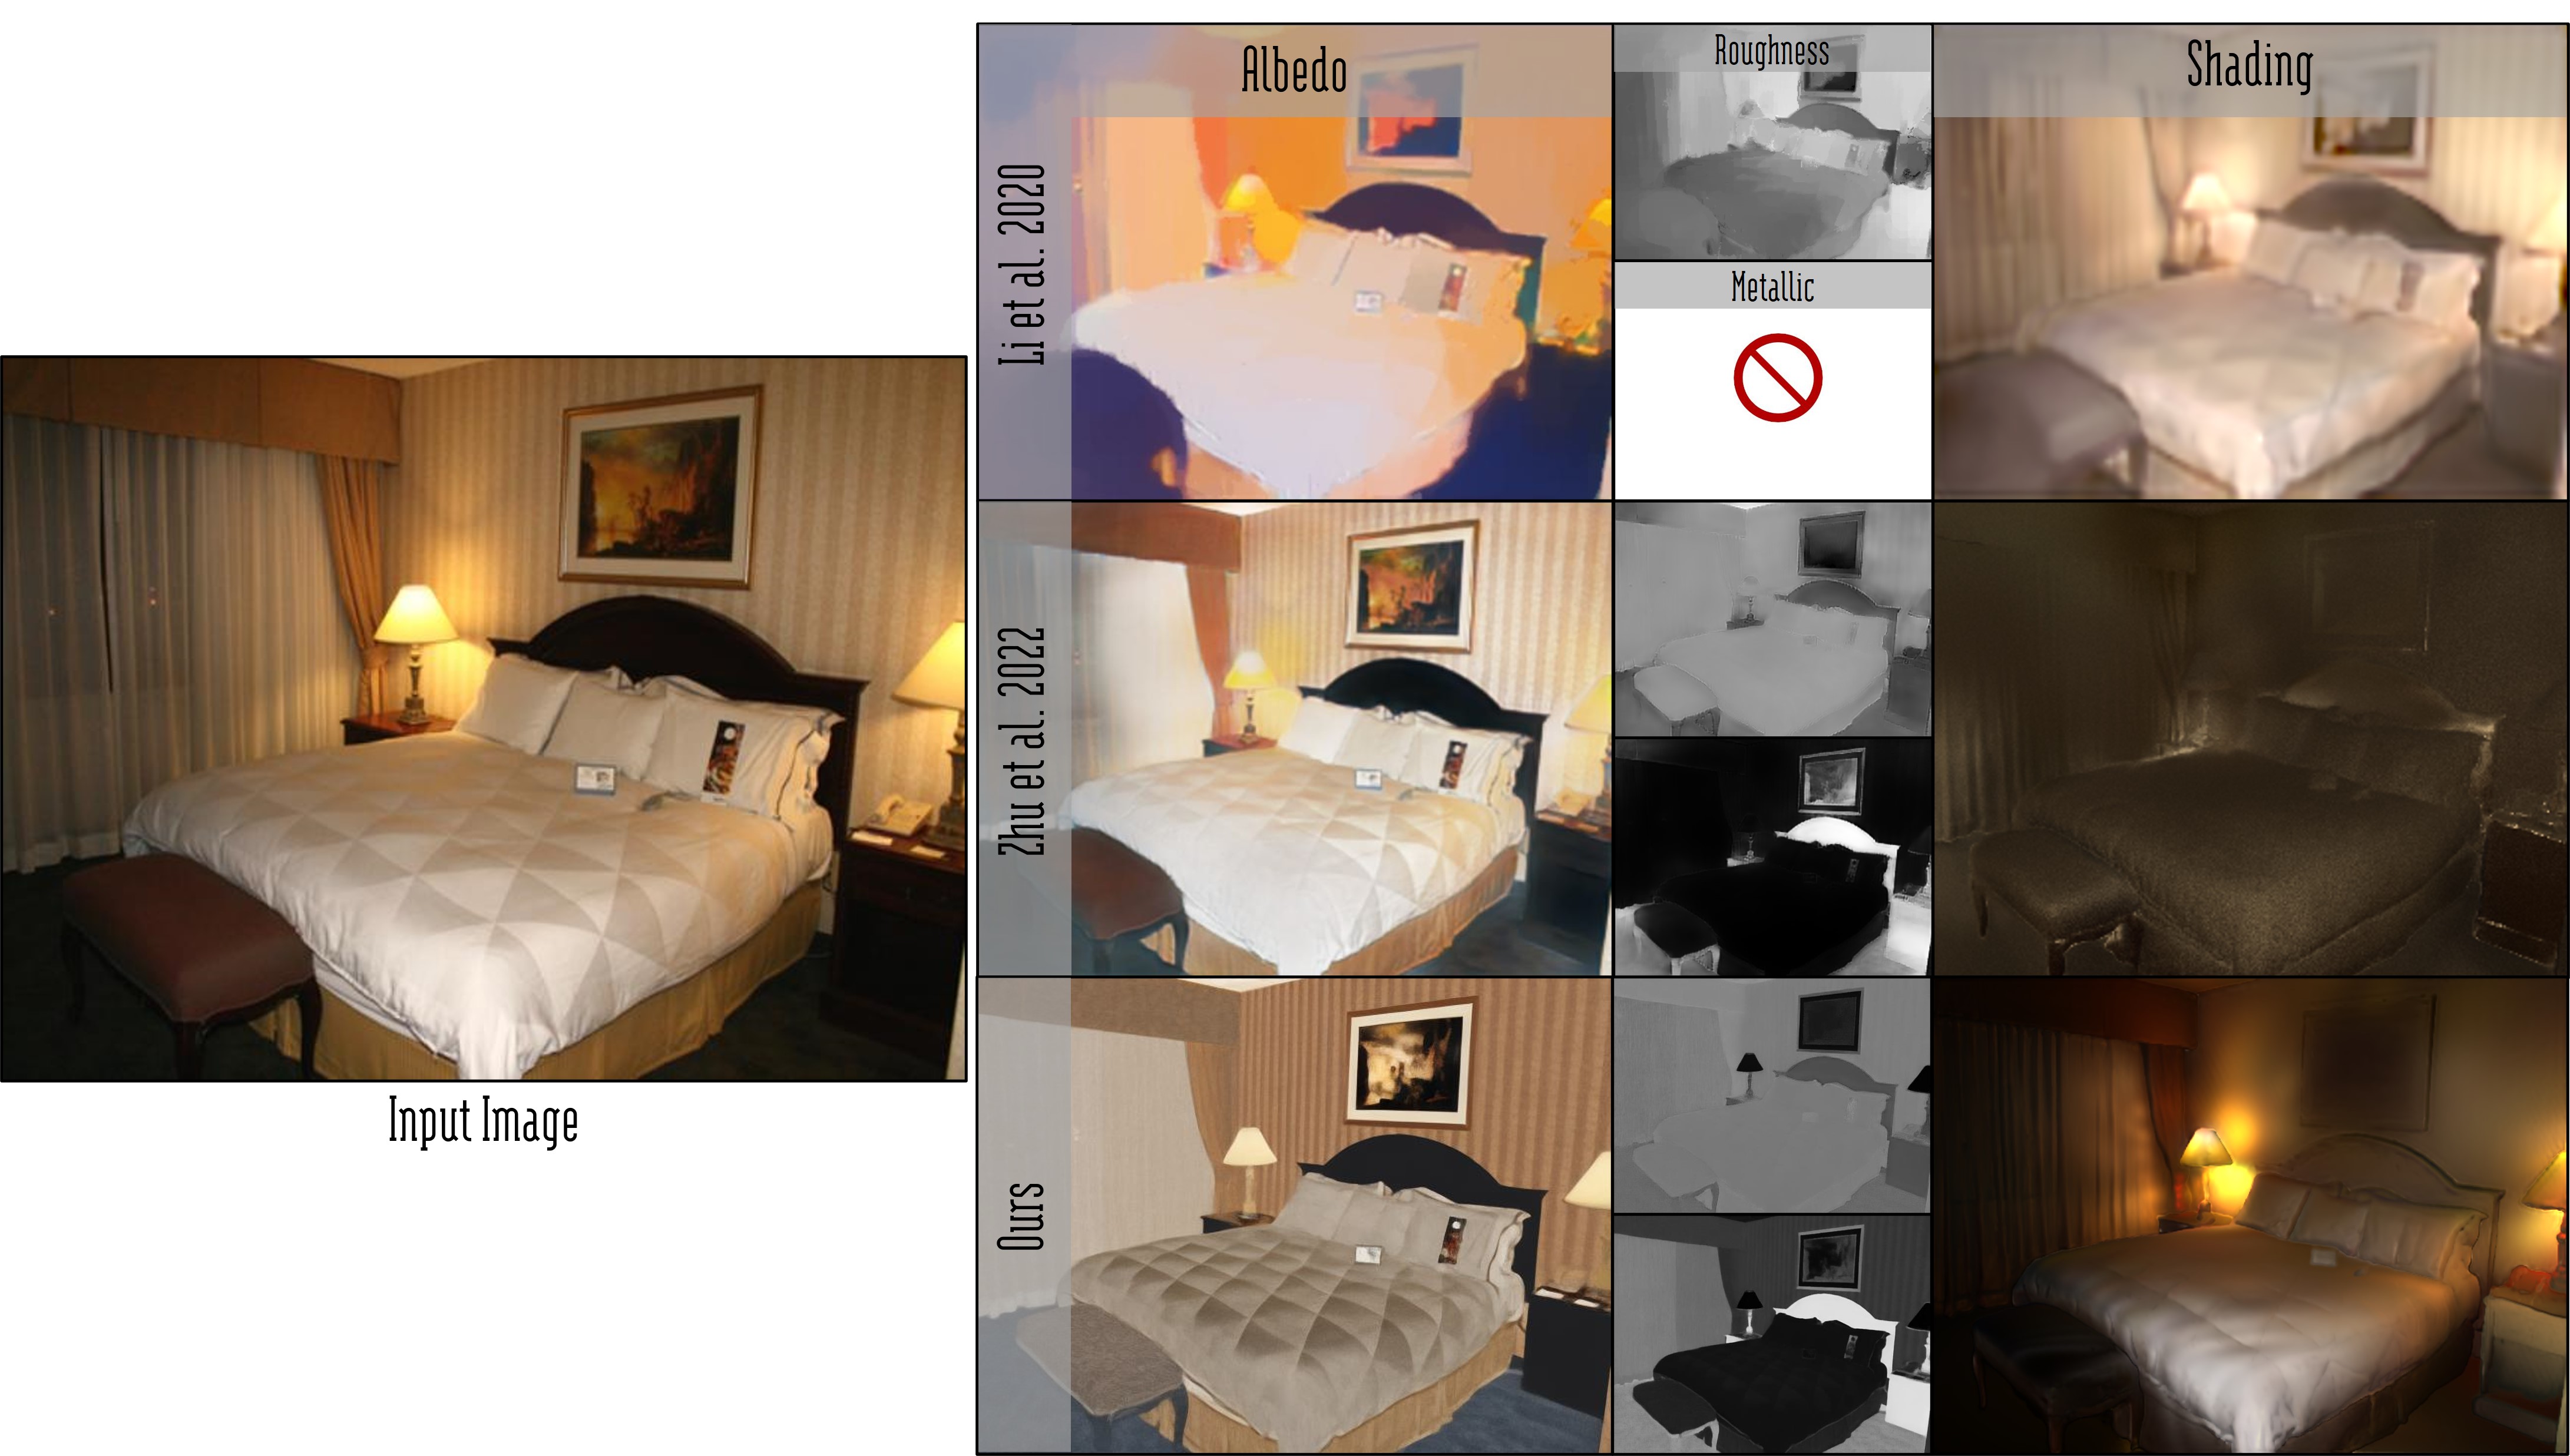 Albedo
Roughness
Shading
Li et al. 2020
Metallic
Zhu et al. 2022
Ours
Input Image